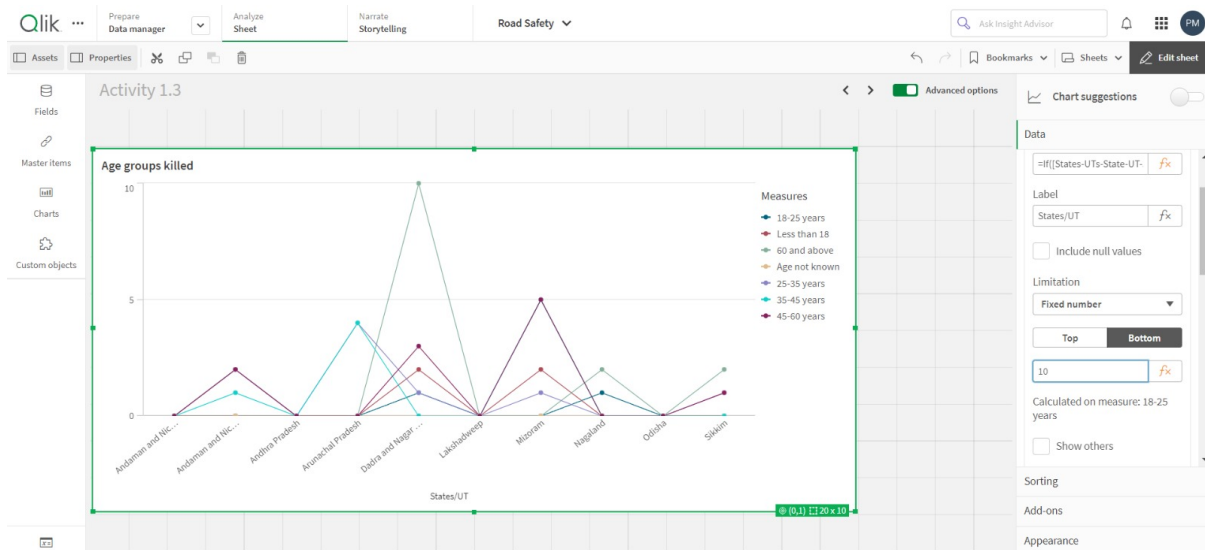 Qlik
Prepare
Data manager
Analyze
Sheet
Narrate
Storytelling
Road Safety
Ask Insight Advisor
PM
Assets
Properties
Bookmarks
Sheets
Edit sheet
Fields
Master items
Charts
Custom objects
Activity 1.3
Advanced options
Age groups killed
10
5
0
Andaman and Nic...
Andaman and Nic...
Andhra Pradesh
Arunachal Pradesh
Dadra and Nagar ...
Lakshadweep
Mizoram
Nagaland
Odisha
Sikkim
States/UT
Measures
18-25 years
Less than 18
60 and above
Age not known
25-35 years
35-45 years
45-60 years
(0,1) 20 x 10
Chart suggestions
Data
=If([States-UTs-State-UT-
fx
Label
States/UT
fx
Include null values
Limitation
Fixed number
Top
Bottom
10
fx
Calculated on measure: 18-25
years
Show others
Sorting
Add-ons
Appearance
x=